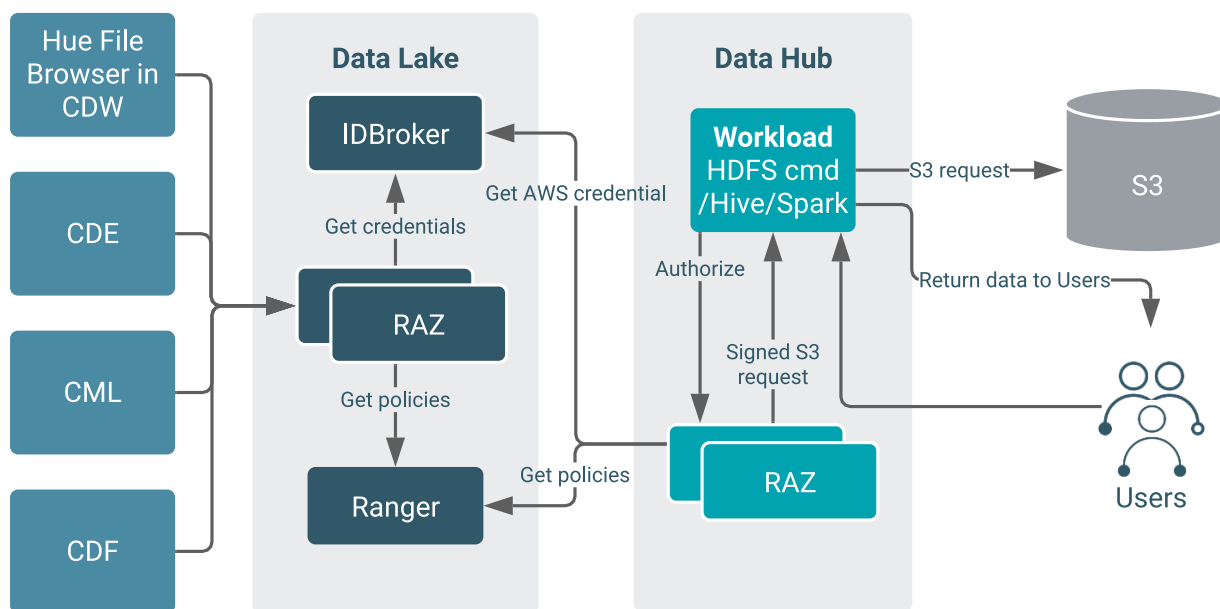 Hue File
Browser in
CDW
CDE
CML
CDF
Data Lake
IDBroker
Get credentials
RAZ
Get policies
Ranger
Get AWS credential
Get policies
Data Hub
Workload
HDFS cmd
/Hive/Spark
Authorize
Signed S3
request
RAZ
S3 request
S3
Return data to Users
Users